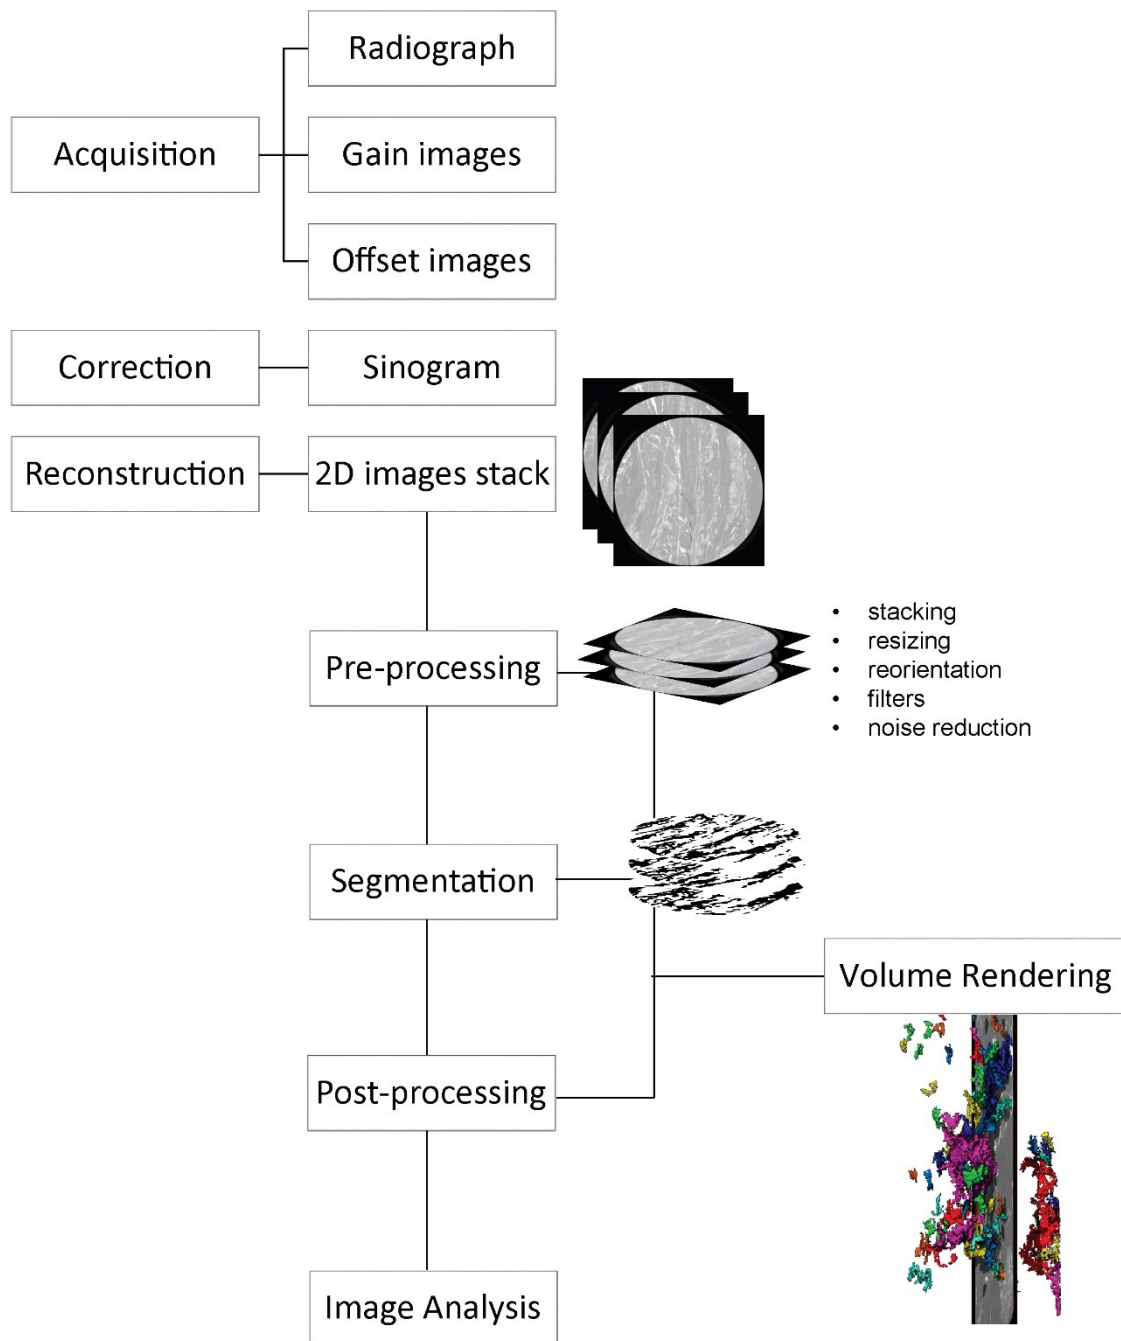 Radiograph
Acquisition
Gain images
Offset images
Correction
Sinogram
Reconstruction
2D images stack
Pre-processing
• stacking
• resizing
• reorientation
• filters
• noise reduction
Segmentation
Volume Rendering
Post-processing
Image Analysis